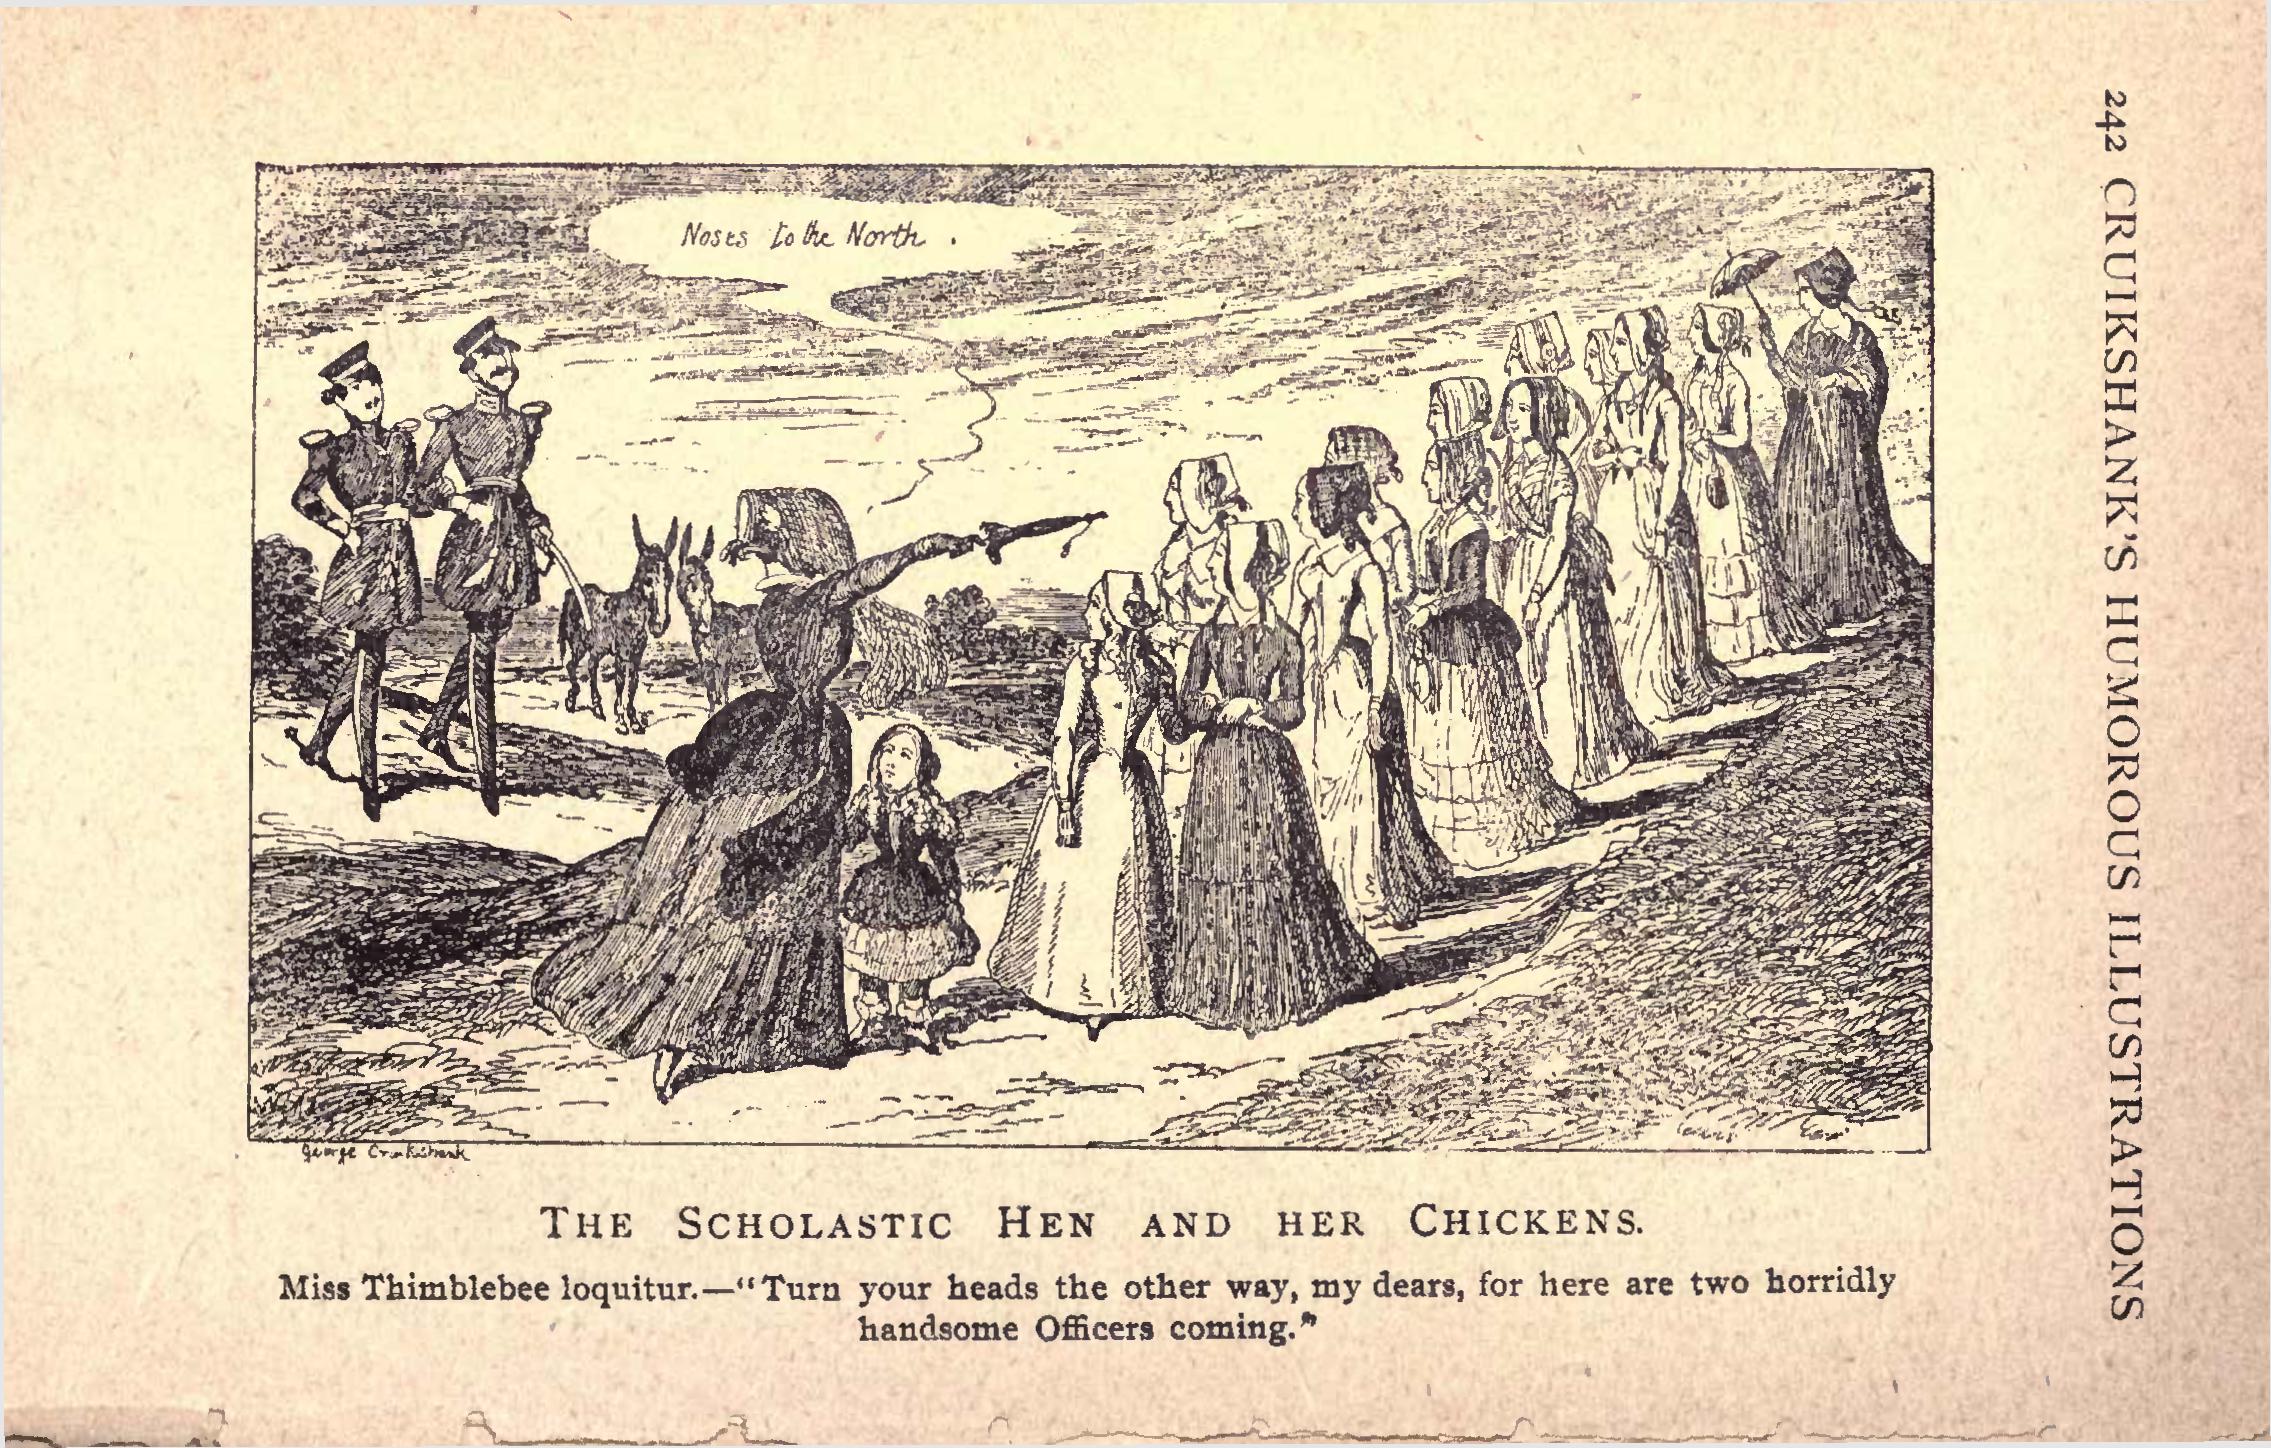 242 CRUIKSHANK'S HUMOROUS ILLUSTRATIONS
Noses to the North .
George Cruikshank
THE SCHOLASTIC HEN AND HER CHICKENS.
Miss Thimblebee loquitur.—“Turn your heads the other way, my dears, for here are two horridly
handsome Officers coming.”